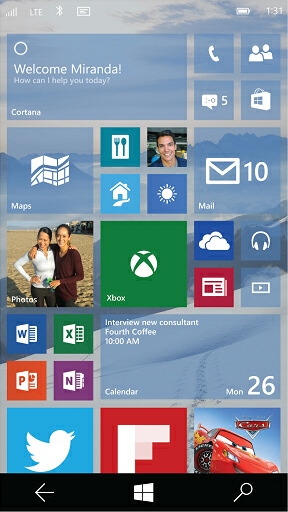 LTE 1:31
Welcome Miranda!
How can I help you today?
Cortana
5
Maps
10
Mail
Photos
Xbox
Interview new consultant
Fourth Coffee
10:00 AM
Calendar
Mon 26
W
X
P
N
Cars